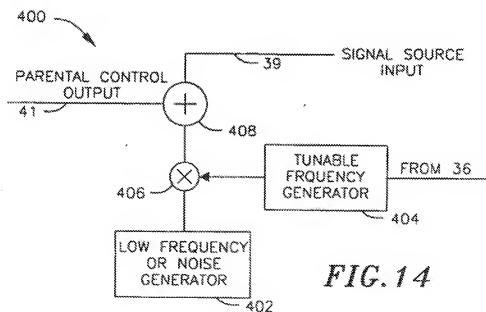 400
39
SIGNAL SOURCE
INPUT
PARENTAL CONTROL
OUTPUT
41
+
408
406
×
TUNABLE
FRQUENCY
GENERATOR
FROM 36
404
LOW FREQUENCY
OR NOISE
GENERATOR
402
FIG.14